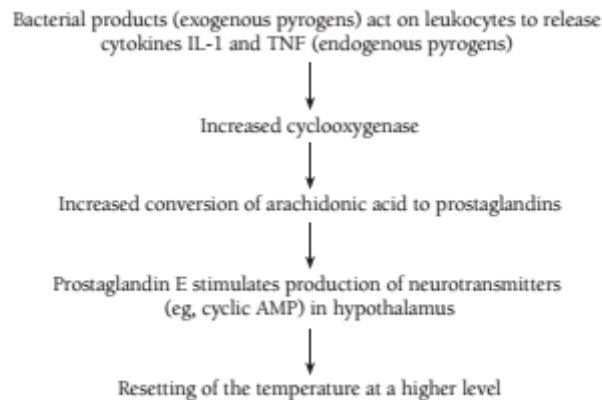 Bacterial products (exogenous pyrogens) act on leukocytes to release
cytokines IL-1 and TNF (endogenous pyrogens)
Increased cyclooxygenase
Increased conversion of arachidonic acid to prostaglandins
Prostaglandin E stimulates production of neurotransmitters
(eg, cyclic AMP) in hypothalamus
Resetting of the temperature at a higher level